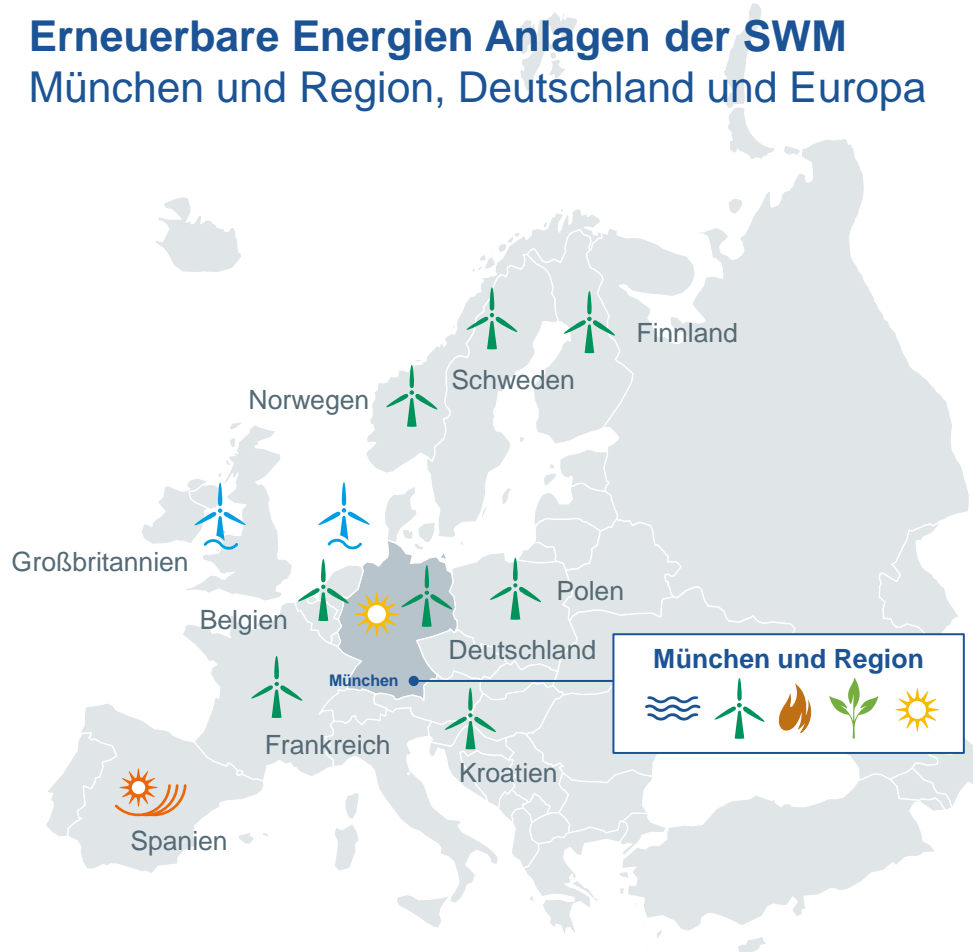 Erneuerbare Energien Anlagen der SWM
München und Region, Deutschland und Europa
Finnland
Schweden
Norwegen
Großbritannien
Polen
Belgien
Deutschland
München und Region
München
Frankreich
Kroatien
Spanien